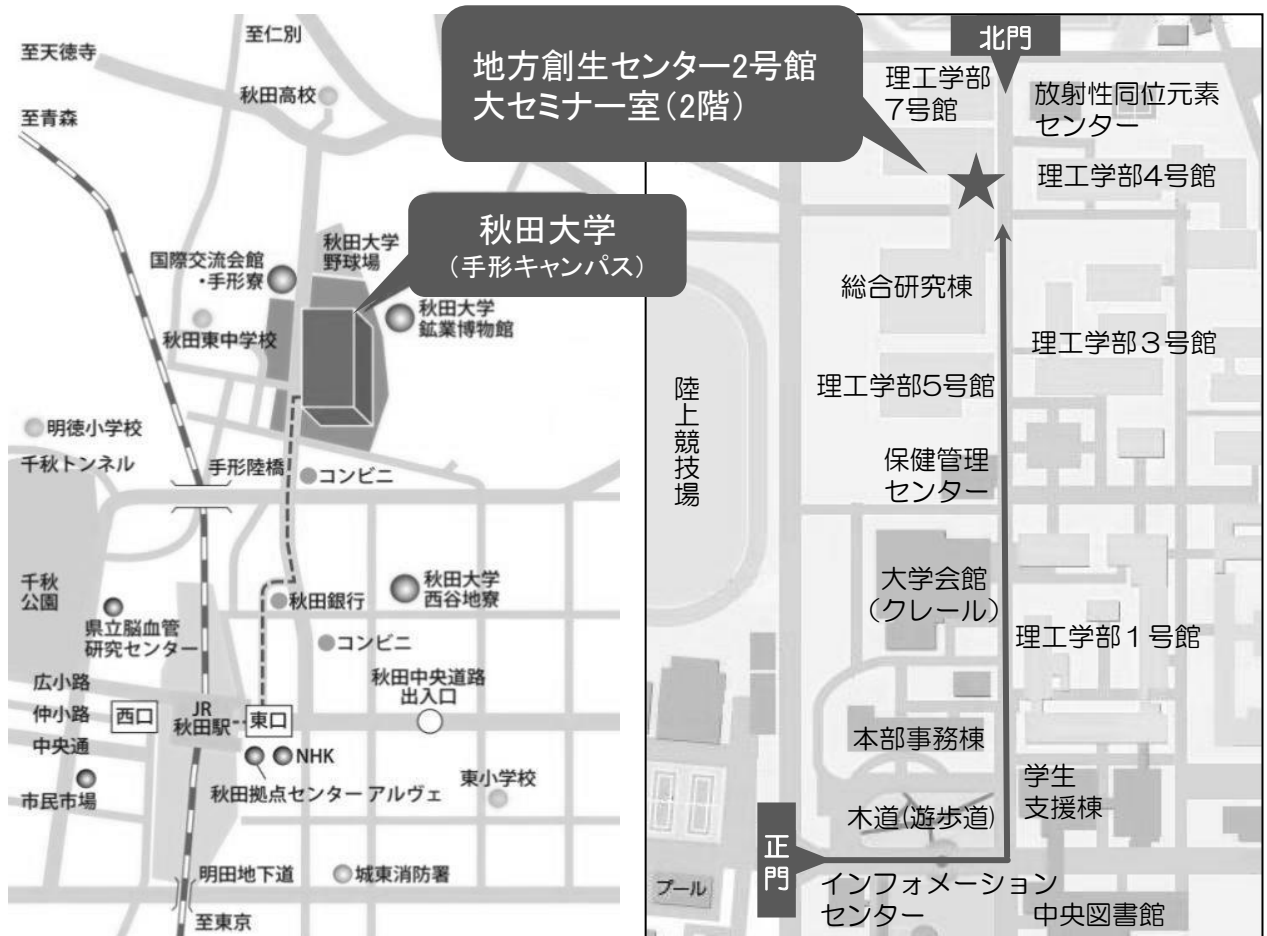 至仁別
至天徳寺
秋田高校
至青森
地方創生センター2号館
大セミナー室(2階)
秋田大学
(手形キャンパス)
秋田大学
野球場
国際交流会館
・手形寮
秋田大学
鉱業博物館
秋田東中学校
明徳小学校
千秋トンネル
手形陸橋
コンビニ
千秋
公園
秋田銀行
秋田大学
西谷地寮
県立脳血管
研究センター
コンビニ
秋田中央道路
出入口
広小路
仲小路
中央通
西口
JR
秋田駅
東口
NHK
市民市場
秋田拠点センター アルヴェ
東小学校
明田地下道
城東消防署
至東京
北門
理工学部
7号館
放射性同位元素
センター
理工学部4号館
総合研究棟
理工学部3号館
理工学部5号館
陸上競技場
保健管理
センター
大学会館
(クレール)
理工学部1号館
本部事務棟
学生
支援棟
木道(遊歩道)
正門
プール
インフォメーション
センター
中央図書館